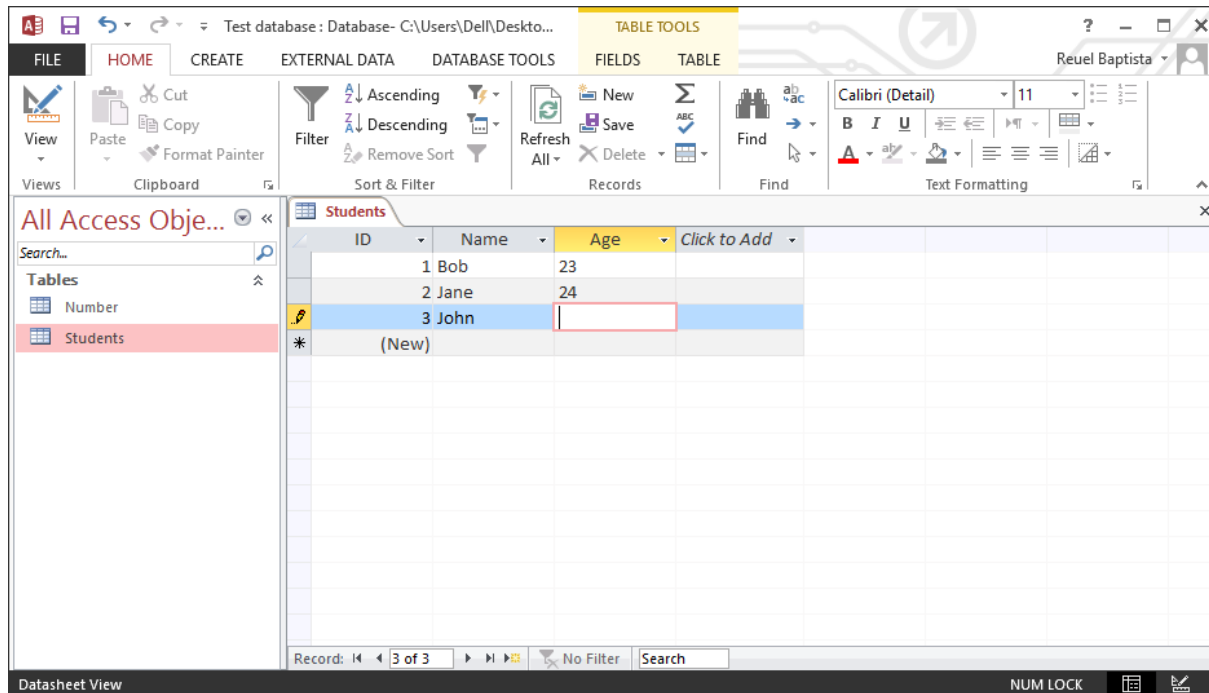 Test database : Database- C:\Users\Dell\Deskto... TABLE TOOLS ?
FILE HOME CREATE EXTERNAL DATA DATABASE TOOLS FIELDS TABLE Reuel Baptista
View
Views
Paste
Cut
Copy
Format Painter
Clipboard
Filter
Ascending
Descending
Remove Sort
Sort & Filter
Refresh
All
New
Save
Delete
ABC
Records
Find
ab
ac
Find
Calibri (Detail) 11
B I U
A ab
Text Formatting
All Access Obje... «
Search...
Tables
Number
Students
Students
ID Name Age Click to Add
1 Bob 23
2 Jane 24
3 John
(New)
Record: 3 of 3 No Filter Search
Datasheet View NUM LOCK